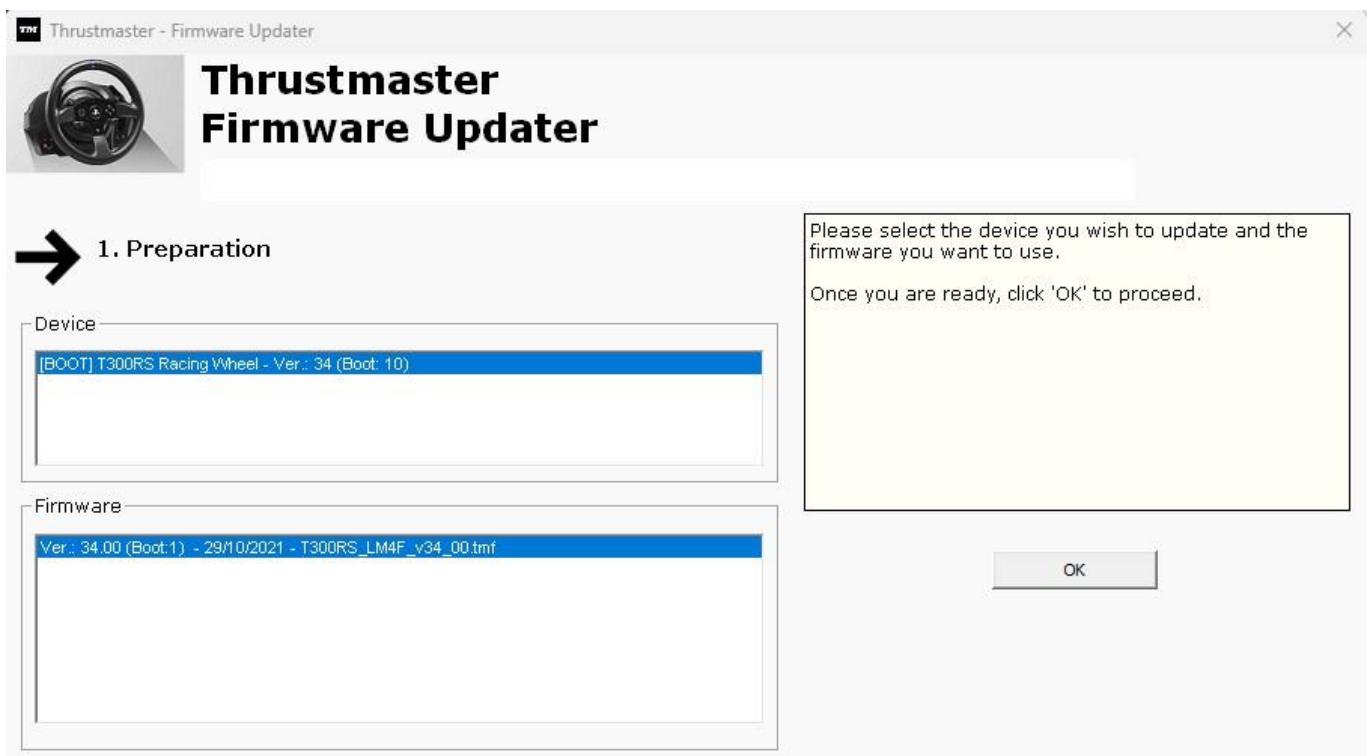 TM Thrustmaster - Firmware Updater
Thrustmaster
Firmware Updater
1. Preparation
Please select the device you wish to update and the
firmware you want to use.
Once you are ready, click 'OK' to proceed.
Device
[BOOT] T300RS Racing Wheel - Ver.: 34 (Boot: 10)
Firmware
Ver.: 34.00 (Boot:1) - 29/10/2021 - T300RS_LM4F_v34_00.tmf
OK